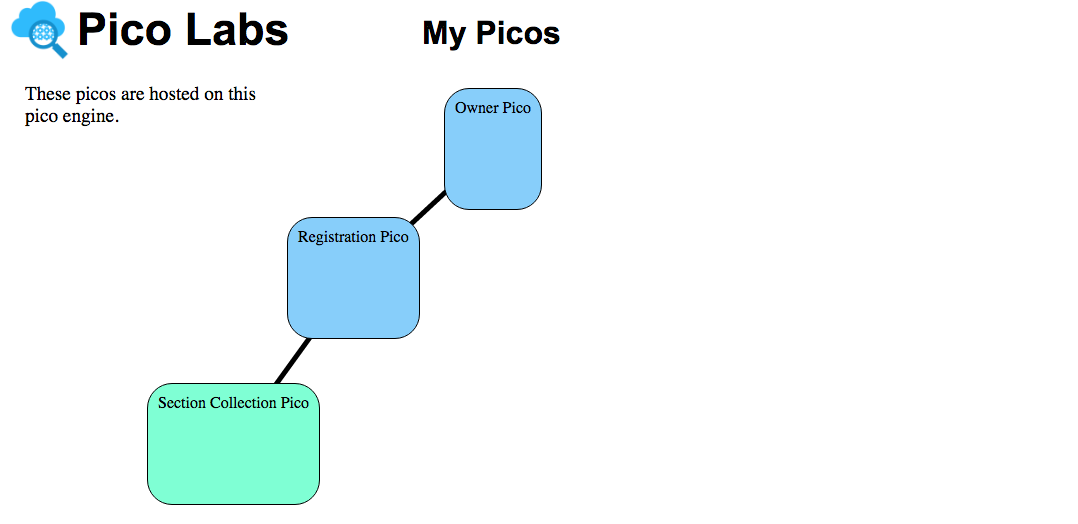 Pico Labs
My Picos
These picos are hosted on this
pico engine.
Owner Pico
Registration Pico
Section Collection Pico